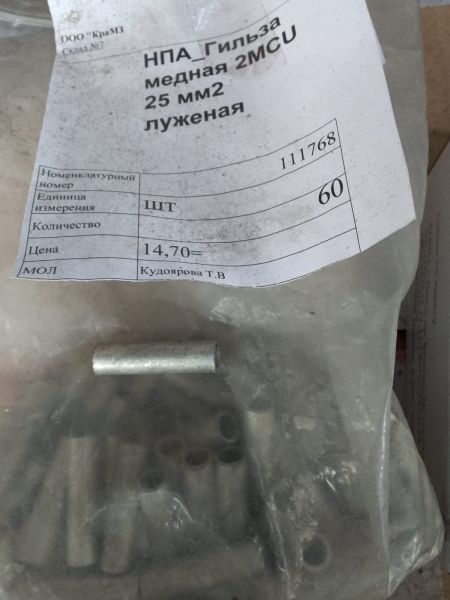 ООО "КраМЗ
Склад №7
НПА_Гильза
медная 2MCU
25 мм2
луженая
Номенклатурный
номер
111768
Единица
измерения
ШТ
60
Количество
Цена
14,70=
МОЛ
Кудоярова Т.В